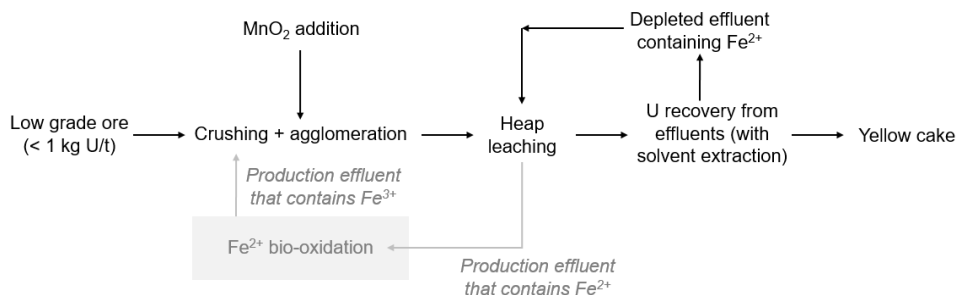 MnO₂ addition
Depleted effluent
containing Fe²⁺
Low grade ore
(< 1 kg U/t)
Crushing + agglomeration
Heap
leaching
U recovery from
effluents (with
solvent extraction)
Yellow cake
Production effluent
that contains Fe³⁺
Fe²⁺ bio-oxidation
Production effluent
that contains Fe²⁺